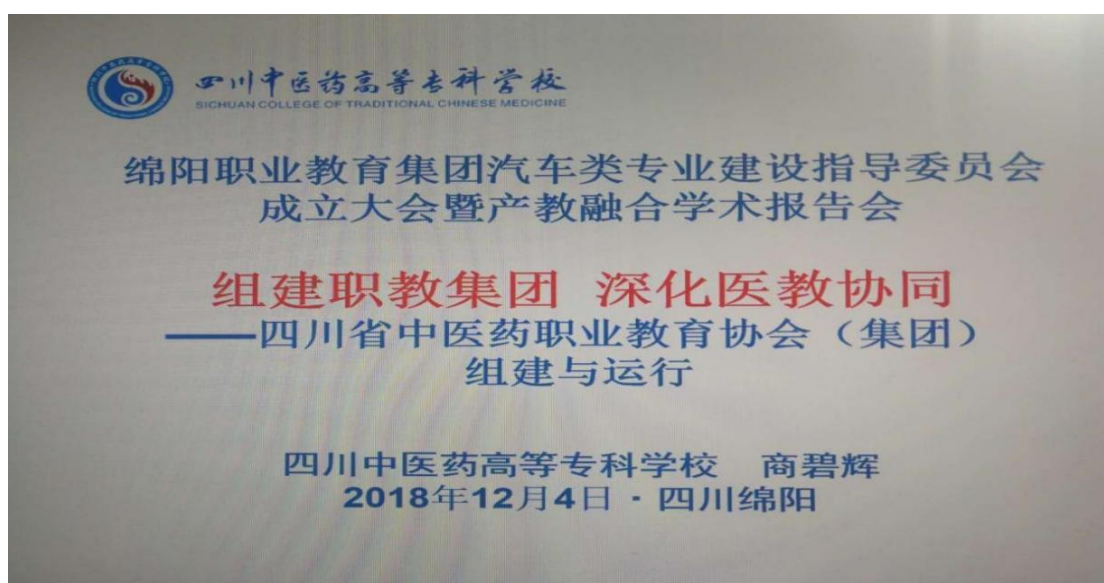 四川中医药高等专科学校
SICHUAN COLLEGE OF TRADITIONAL CHINESE MEDICINE
绵阳职业教育集团汽车类专业建设指导委员会
成立大会暨产教融合学术报告会
组建职教集团 深化医教协同
——四川省中医药职业教育协会（集团）
组建与运行
四川中医药高等专科学校 商碧辉
2018年12月4日·四川绵阳